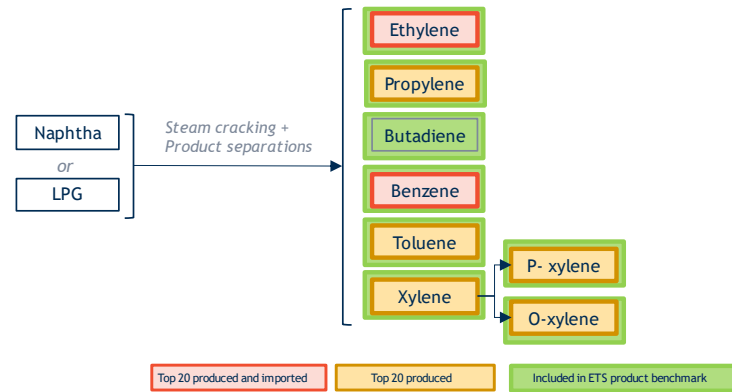 Ethylene
Propylene
Butadiene
Benzene
Toluene
Xylene
Naphtha
or
LPG
Steam cracking +
Product separations
P- xylene
O-xylene
Top 20 produced and imported
Top 20 produced
Included in ETS product benchmark